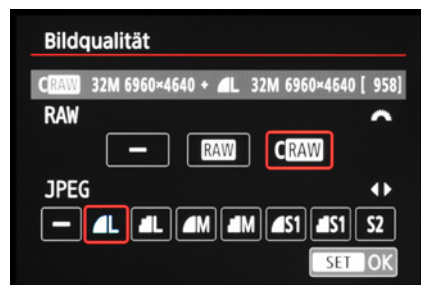 Bildqualität
CRAW 32M 6960×4640 + L 32M 6960×4640 [ 958]
RAW
– RAW CRAW
JPEG
– L L M M S1 S1 S2
SET OK